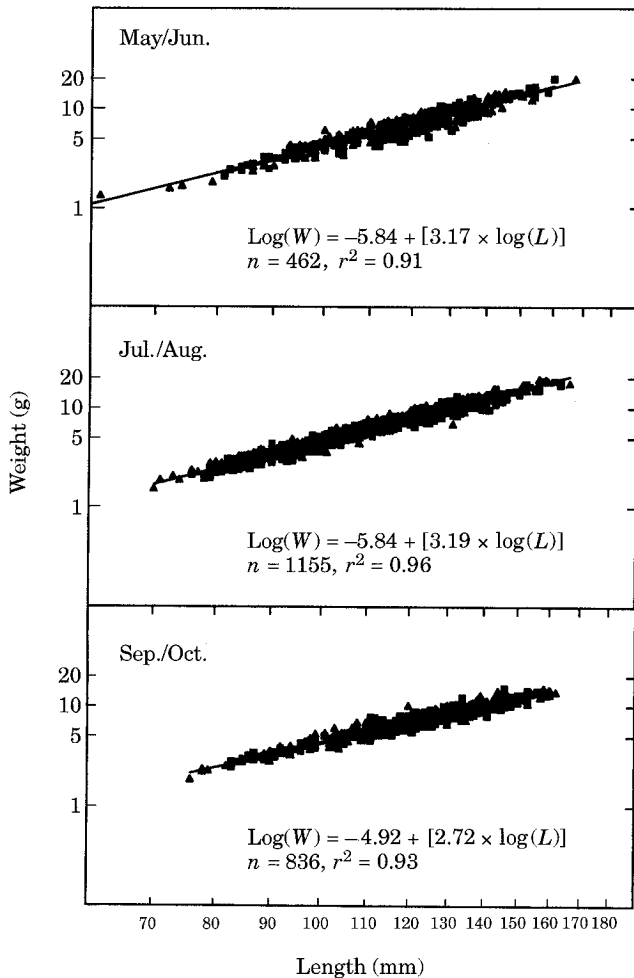 May/Jun.
20
10
5
1
Log(W) = –5.84 + [3.17 × log(L)]
n = 462, r² = 0.91
Jul./Aug.
20
10
5
1
Log(W) = –5.84 + [3.19 × log(L)]
n = 1155, r² = 0.96
Weight (g)
Sep./Oct.
20
10
5
1
Log(W) = –4.92 + [2.72 × log(L)]
n = 836, r² = 0.93
70 80 90 100 110 120 130 140 150 160 170 180
Length (mm)